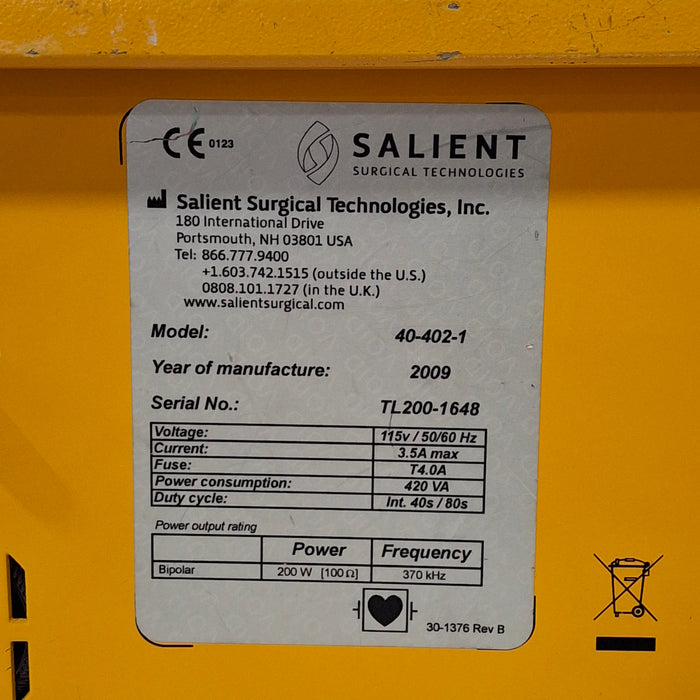 CE 0123
SALIENT
SURGICAL TECHNOLOGIES
Salient Surgical Technologies, Inc.
180 International Drive
Portsmouth, NH 03801 USA
Tel: 866.777.9400
+1.603.742.1515 (outside the U.S.)
0808.101.1727 (in the U.K.)
www.salientsurgical.com
Model: 40-402-1
Year of manufacture: 2009
Serial No.: TL200-1648
Voltage: 115v / 50/60 Hz
Current: 3.5A max
Fuse: T4.0A
Power consumption: 420 VA
Duty cycle: Int. 40s / 80s
Power output rating
Power Frequency
Bipolar 200 W [100 Ω] 370 kHz
30-1376 Rev B